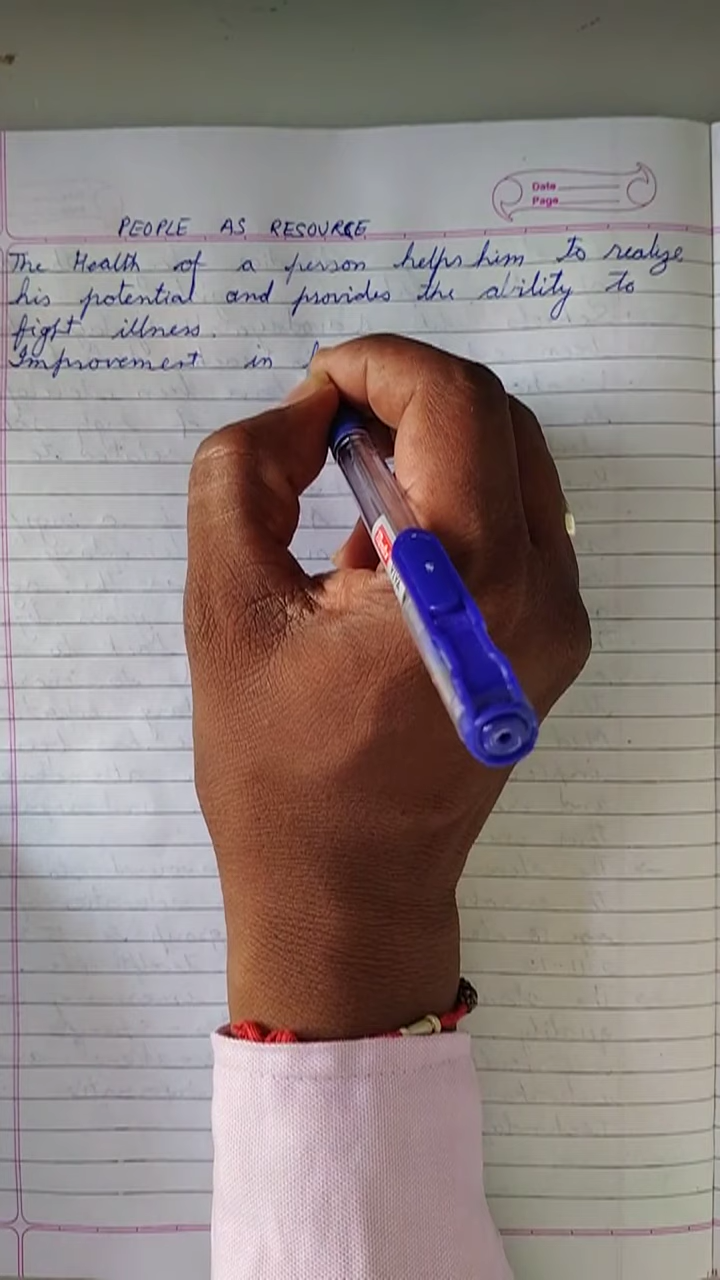 Date
Page
PEOPLE AS RESOURCE
The Health of a person helps him to realize
his potential and provides the ability to
fight illness.
Improvement in